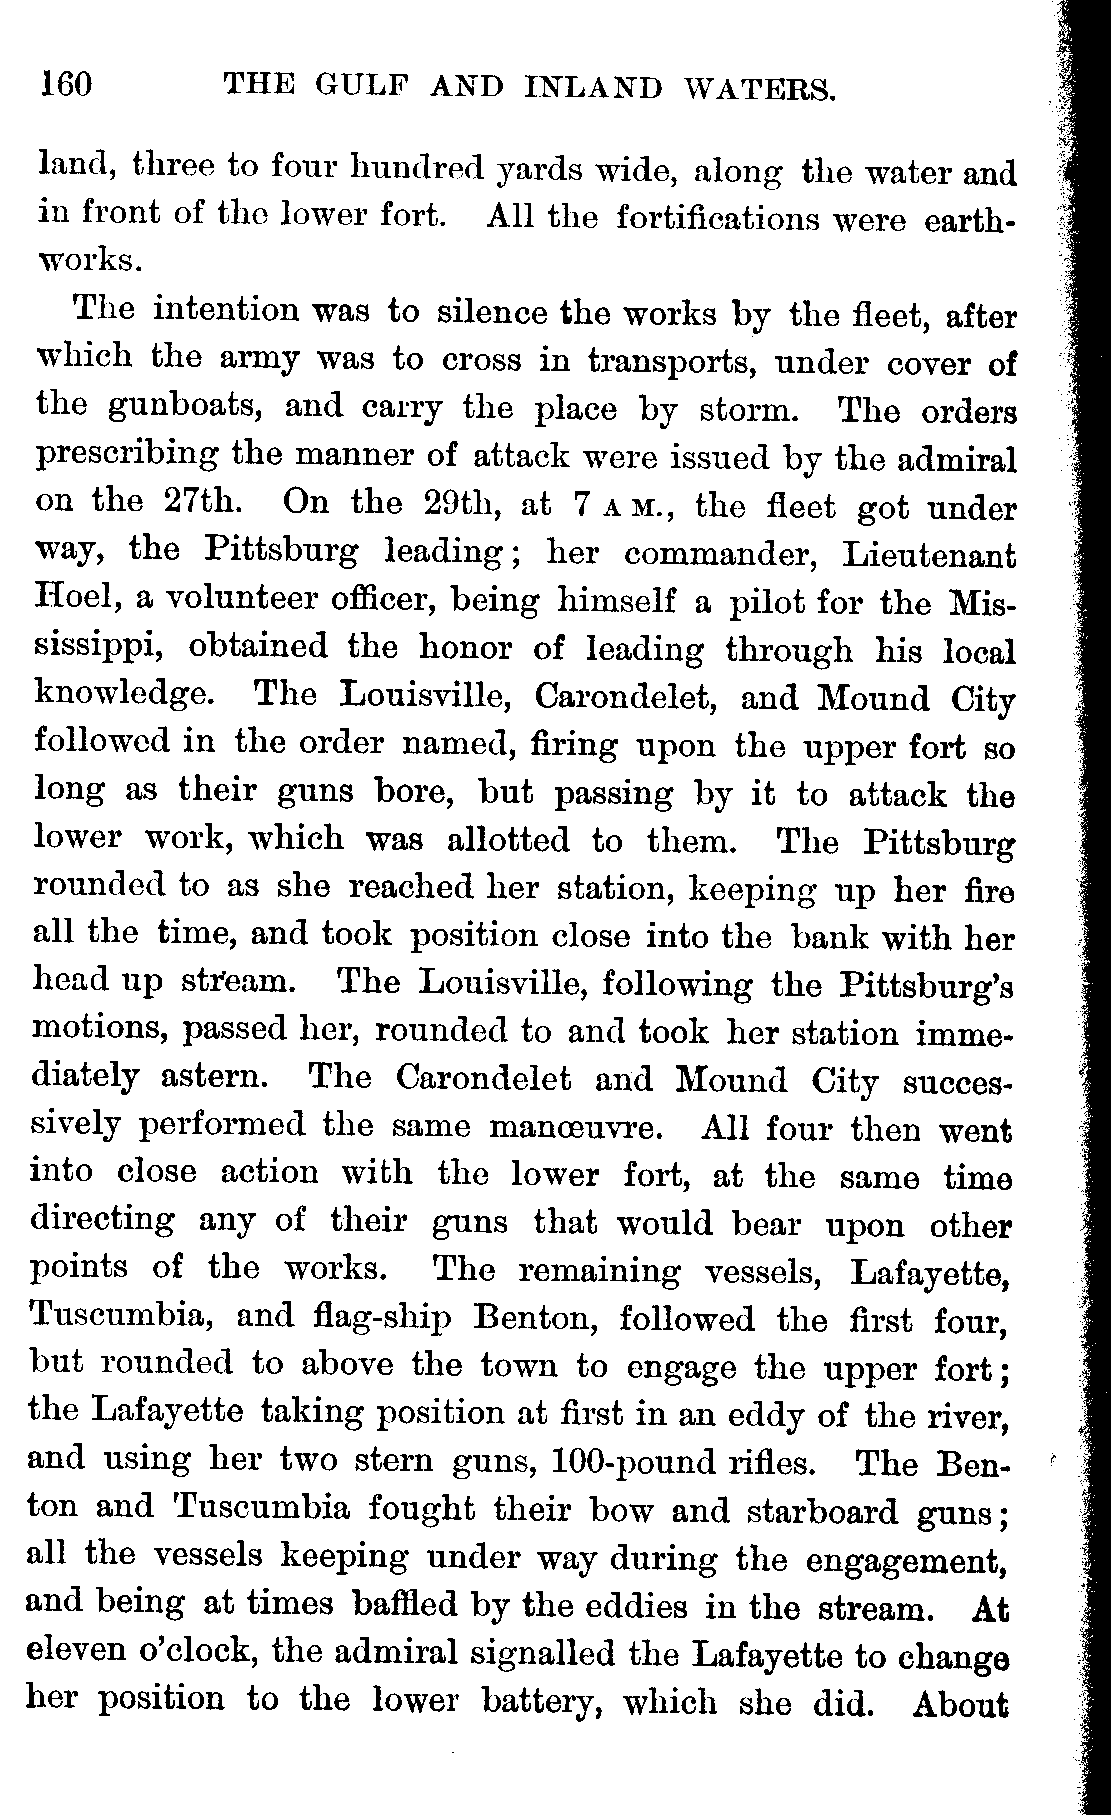 160 THE GULF AND INLAND WATERS.
land, three to four hundred yards wide, along the water and
in front of the lower fort. All the fortifications were earth-
works.
The intention was to silence the works by the fleet, after
which the army was to cross in transports, under cover of
the gunboats, and carry the place by storm. The orders
prescribing the manner of attack were issued by the admiral
on the 27th. On the 29th, at 7 A M., the fleet got under
way, the Pittsburg leading; her commander, Lieutenant
Hoel, a volunteer officer, being himself a pilot for the Mis-
sissippi, obtained the honor of leading through his local
knowledge. The Louisville, Carondelet, and Mound City
followed in the order named, firing upon the upper fort so
long as their guns bore, but passing by it to attack the
lower work, which was allotted to them. The Pittsburg
rounded to as she reached her station, keeping up her fire
all the time, and took position close into the bank with her
head up stream. The Louisville, following the Pittsburg's
motions, passed her, rounded to and took her station imme-
diately astern. The Carondelet and Mound City succes-
sively performed the same manœuvre. All four then went
into close action with the lower fort, at the same time
directing any of their guns that would bear upon other
points of the works. The remaining vessels, Lafayette,
Tuscumbia, and flag-ship Benton, followed the first four,
but rounded to above the town to engage the upper fort;
the Lafayette taking position at first in an eddy of the river,
and using her two stern guns, 100-pound rifles. The Ben-
ton and Tuscumbia fought their bow and starboard guns;
all the vessels keeping under way during the engagement,
and being at times baffled by the eddies in the stream. At
eleven o'clock, the admiral signalled the Lafayette to change
her position to the lower battery, which she did. About